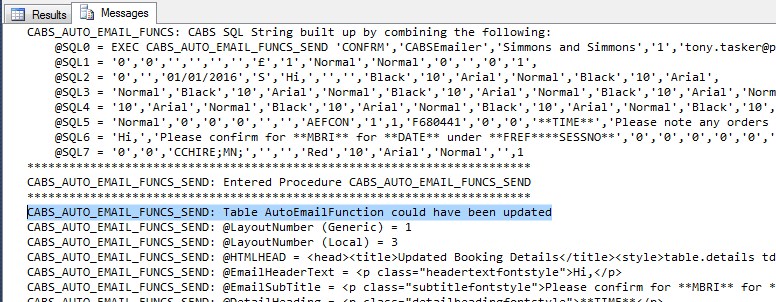 Results Messages
CABS_AUTO_EMAIL_FUNCS: CABS SQL String built up by combining the following:
@SQL0 = EXEC CABS_AUTO_EMAIL_FUNCS_SEND 'CONFRM','CABSEmailer','Simmons and Simmons','1','tony.tasker@p
@SQL1 = '0','0','','','','','£','1','Normal','Normal','0','','0','1',
@SQL2 = '0','','01/01/2016','S','Hi,','','','Black','10','Arial','Normal','Black','10','Arial',
@SQL3 = 'Normal','Black','10','Arial','Normal','Black','10','Arial','Normal','Black','10','Arial','Norm
@SQL4 = '10','Arial','Normal','Black','10','Arial','Normal','Black','10','Arial','Normal','Black','10',
@SQL5 = 'Normal','0','0','0','','','AEFCON','1',1,'F680441','0','0','**TIME**','Please note any orders
@SQL6 = 'Hi,','Please confirm for **MBRI** for **DATE** under **FREF****SESSNO**','0','0','0','0','0','
@SQL7 = '0','0','CCHIRE;MN;','','','Red','10','Arial','Normal','',1
**********************************************************************
CABS_AUTO_EMAIL_FUNCS_SEND: Entered Procedure CABS_AUTO_EMAIL_FUNCS_SEND
**********************************************************************
CABS_AUTO_EMAIL_FUNCS_SEND: Table AutoEmailFunction could have been updated
CABS_AUTO_EMAIL_FUNCS_SEND: @LayoutNumber (Generic) = 1
CABS_AUTO_EMAIL_FUNCS_SEND: @LayoutNumber (Local) = 3
CABS_AUTO_EMAIL_FUNCS_SEND: @HTMLHEAD = <head><title>Updated Booking Details</title><style>table.details td
CABS_AUTO_EMAIL_FUNCS_SEND: @EmailHeaderText = <p class="headertextfontstyle">Hi,</p>
CABS_AUTO_EMAIL_FUNCS_SEND: @EmailSubTitle = <p class="subtitlefontstyle">Please confirm for **MBRI** for *
CABS_AUTO_EMAIL_FUNCS_SEND: @DetailHeading = <p class="detailheadingfontstyle">**TIME**</p>